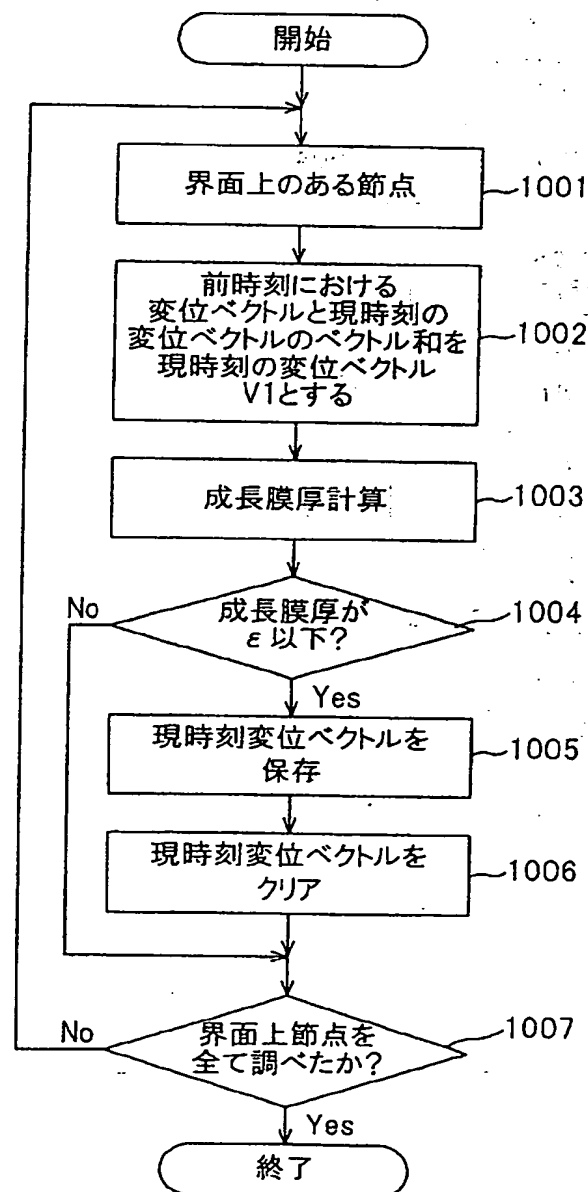 開始
界面上のある節点
1001
前時刻における
変位ベクトルと現時刻の
変位ベクトルのベクトル和を
現時刻の変位ベクトル
V1とする
1002
成長膜厚計算
1003
成長膜厚が
ε以下?
1004
No
Yes
現時刻変位ベクトルを
保存
1005
現時刻変位ベクトルを
クリア
1006
界面上節点を
全て調べたか?
1007
No
Yes
終了